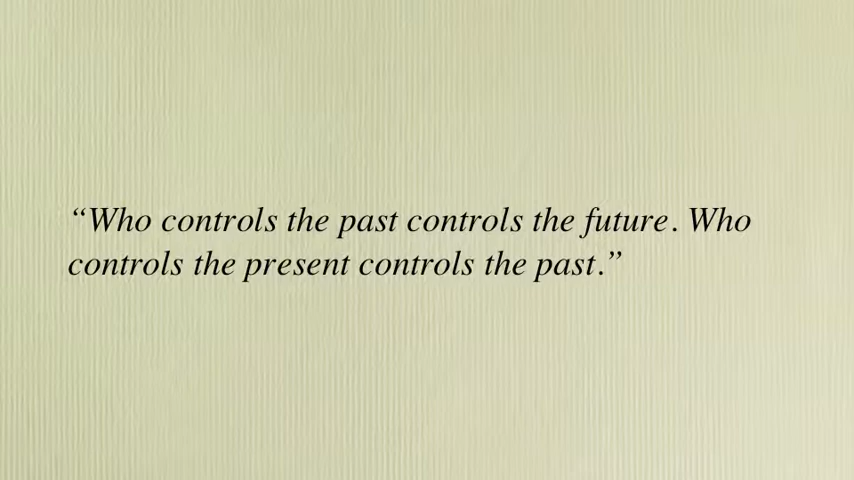 “Who controls the past controls the future. Who
controls the present controls the past.”